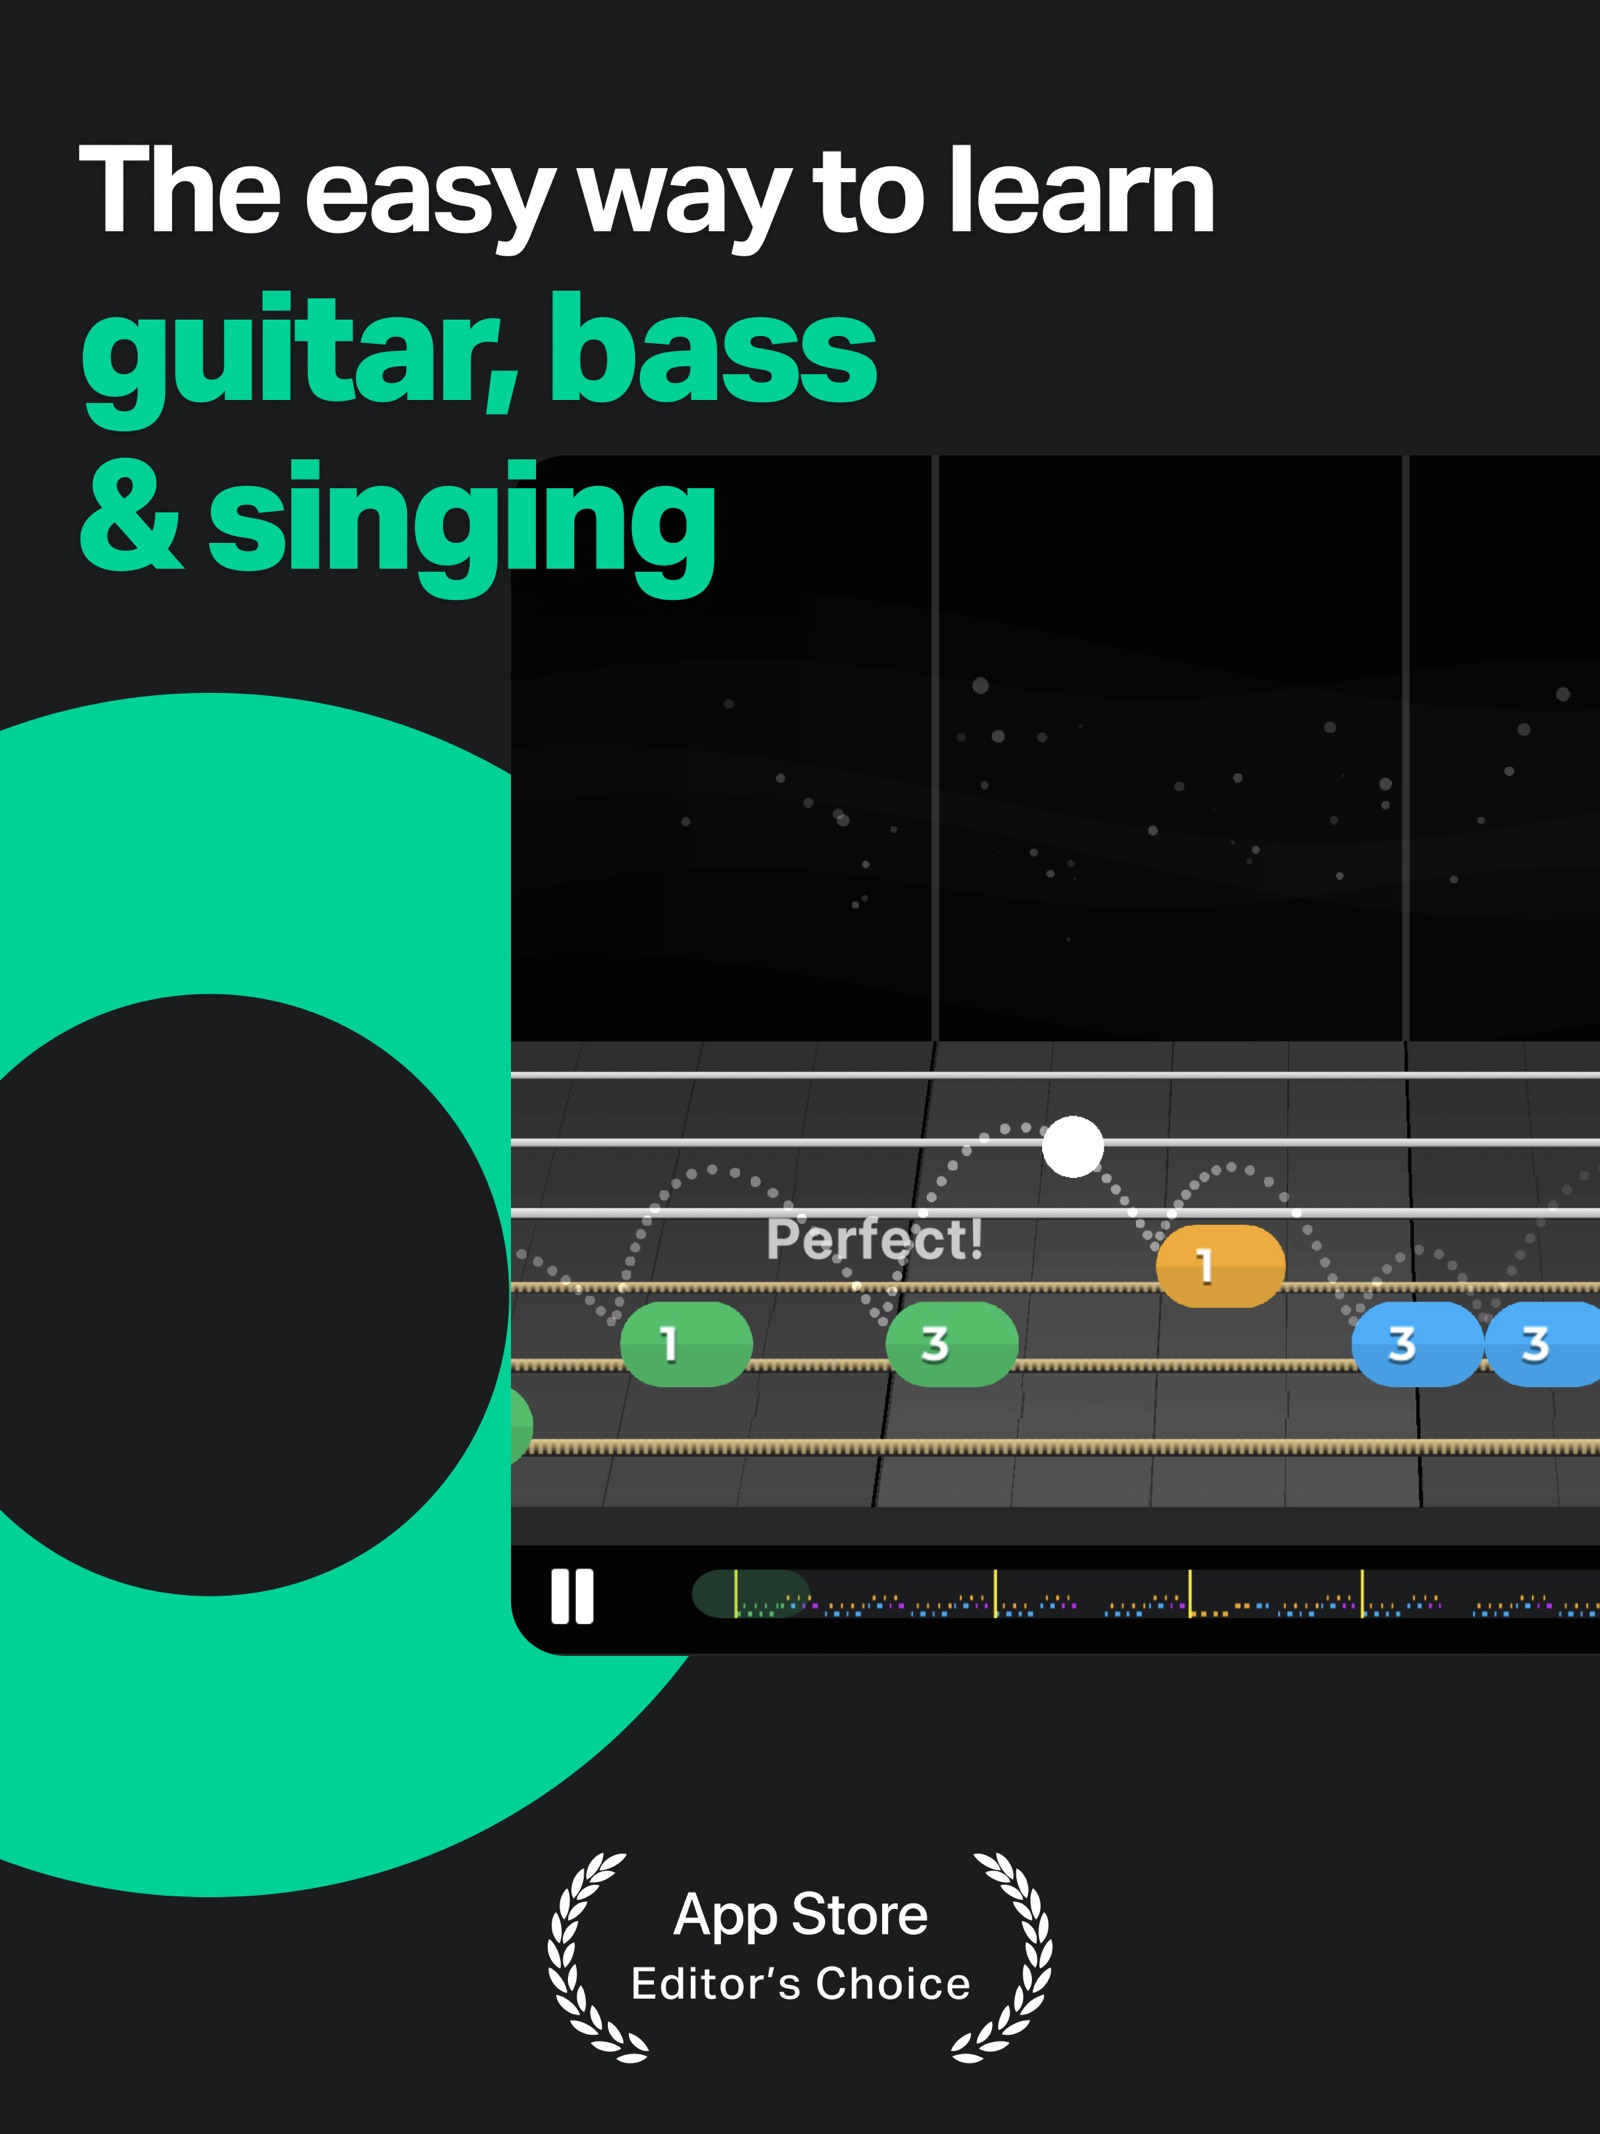 The easy way to learn
guitar, bass
& singing
Perfect!
1
1 3 3 3
App Store
Editor’s Choice